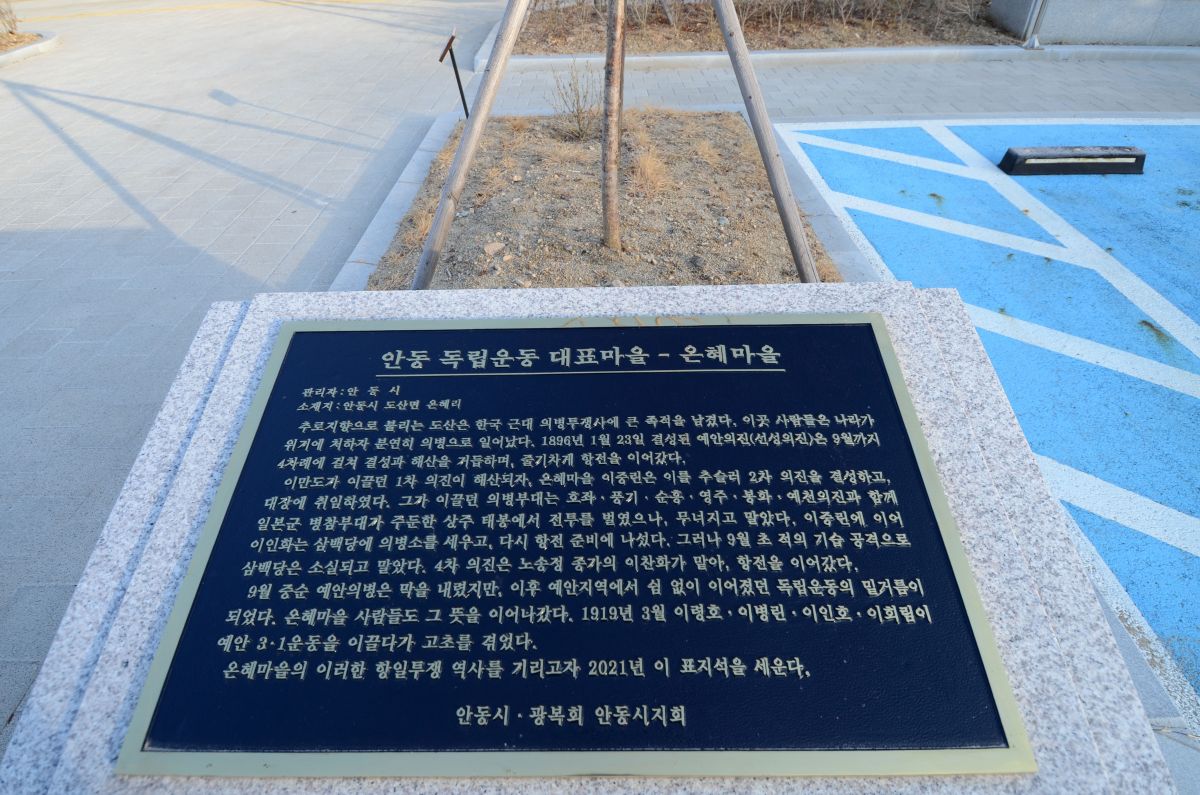 안동 독립운동 대표마을 - 온혜마을
관리자 : 안 동 시
소재지 : 안동시 도산면 온혜리
추로지향으로 불리는 도산은 한국 근대 의병투쟁사에 큰 족적을 남겼다. 이곳 사람들은 나라가
위기에 처하자 분연히 의병으로 일어났다. 1896년 1월 23일 결성된 예안의진(선성의진)은 9월까지
4차례에 걸쳐 결성과 해산을 거듭하며, 줄기차게 항전을 이어갔다.
이만도가 이끌던 1차 의진이 해산되자, 온혜마을 이중린은 이를 추슬러 2차 의진을 결성하고,
대장에 취임하였다. 그가 이끌던 의병부대는 호좌·풍기·순흥·영주·봉화·예천의진과 함께
일본군 병참부대가 주둔한 상주 태봉에서 전투를 벌였으나, 무너지고 말았다. 이중린에 이어
이인화는 삼백당에 의병소를 세우고, 다시 항전 준비에 나섰다. 그러나 9월 초 적의 기습 공격으로
삼백당은 소실되고 말았다. 4차 의진은 노송정 종가의 이찬화가 맡아, 항전을 이어갔다.
9월 중순 예안의병은 막을 내렸지만, 이후 예안지역에서 쉼 없이 이어졌던 독립운동의 밑거름이
되었다. 온혜마을 사람들도 그 뜻을 이어나갔다. 1919년 3월 이령호·이병린·이인호·이회림이
예안 3·1운동을 이끌다가 고초를 겪었다.
온혜마을의 이러한 항일투쟁 역사를 기리고자 2021년 이 표지석을 세운다.
안동시·광복회 안동시지회